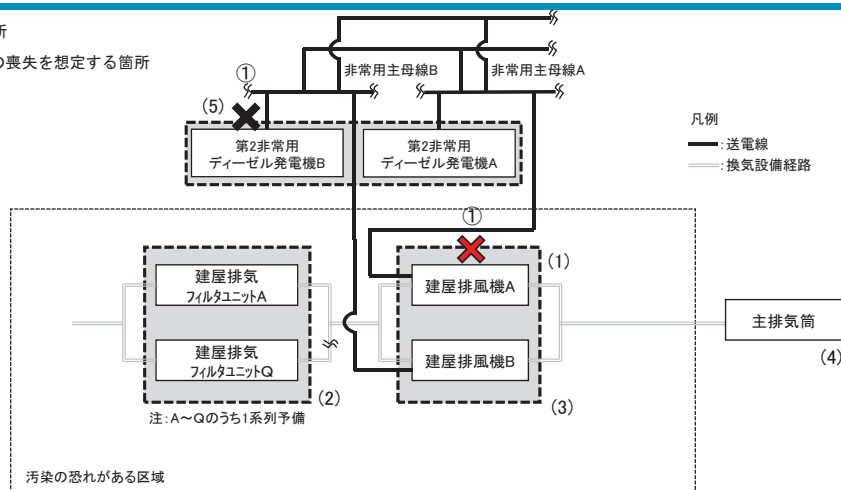 所
の喪失を想定する箇所
①
非常用主母線B
非常用主母線A
(5)
第2非常用
ディーゼル発電機B
第2非常用
ディーゼル発電機A
凡例
:送電線
:換気設備経路
①
(1)
建屋排気
フィルタユニットA
建屋排風機A
主排気筒
建屋排気
フィルタユニットQ
建屋排風機B
(4)
(2)
(3)
注:A～Qのうち1系列予備
汚染の恐れがある区域